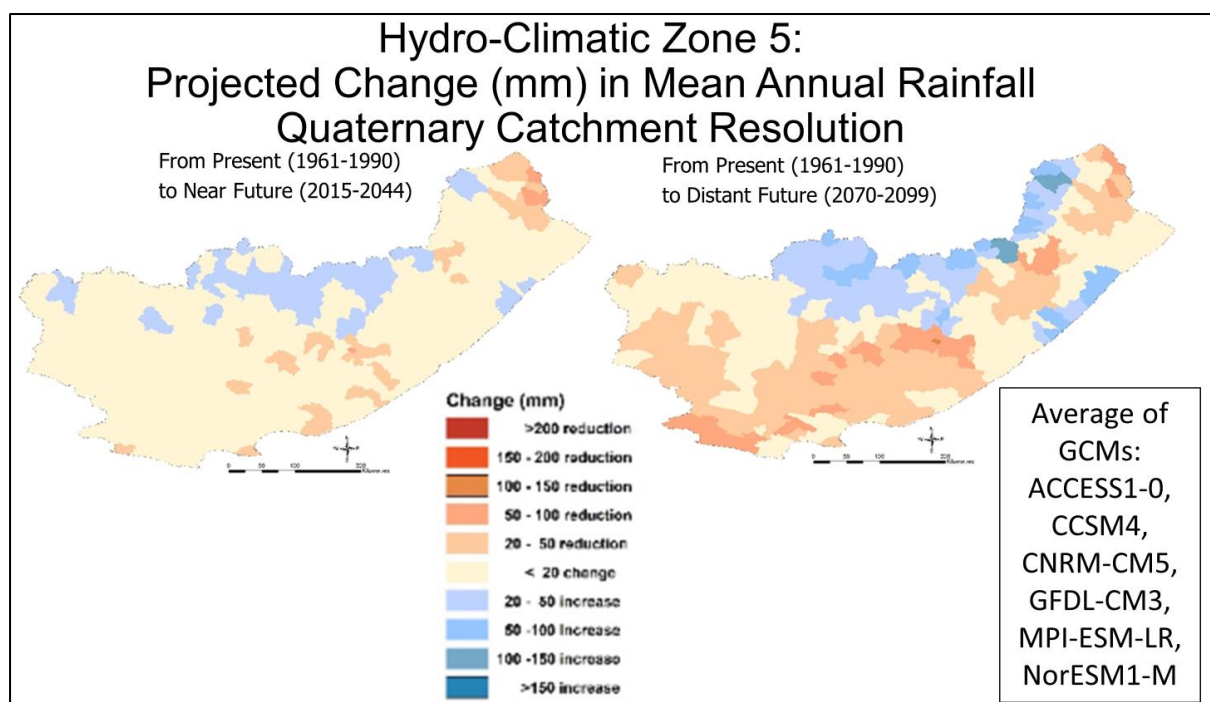 Hydro-Climatic Zone 5:
Projected Change (mm) in Mean Annual Rainfall
Quaternary Catchment Resolution
From Present (1961-1990)
to Near Future (2015-2044)
From Present (1961-1990)
to Distant Future (2070-2099)
Change (mm)
>200 reduction
150 - 200 reduction
100 - 150 reduction
50 - 100 reduction
20 - 50 reduction
< 20 change
20 - 50 increase
50 -100 Increase
100 -150 increase
>150 increase
Average of
GCMs:
ACCESS1-0,
CCSM4,
CNRM-CM5,
GFDL-CM3,
MPI-ESM-LR,
NorESM1-M